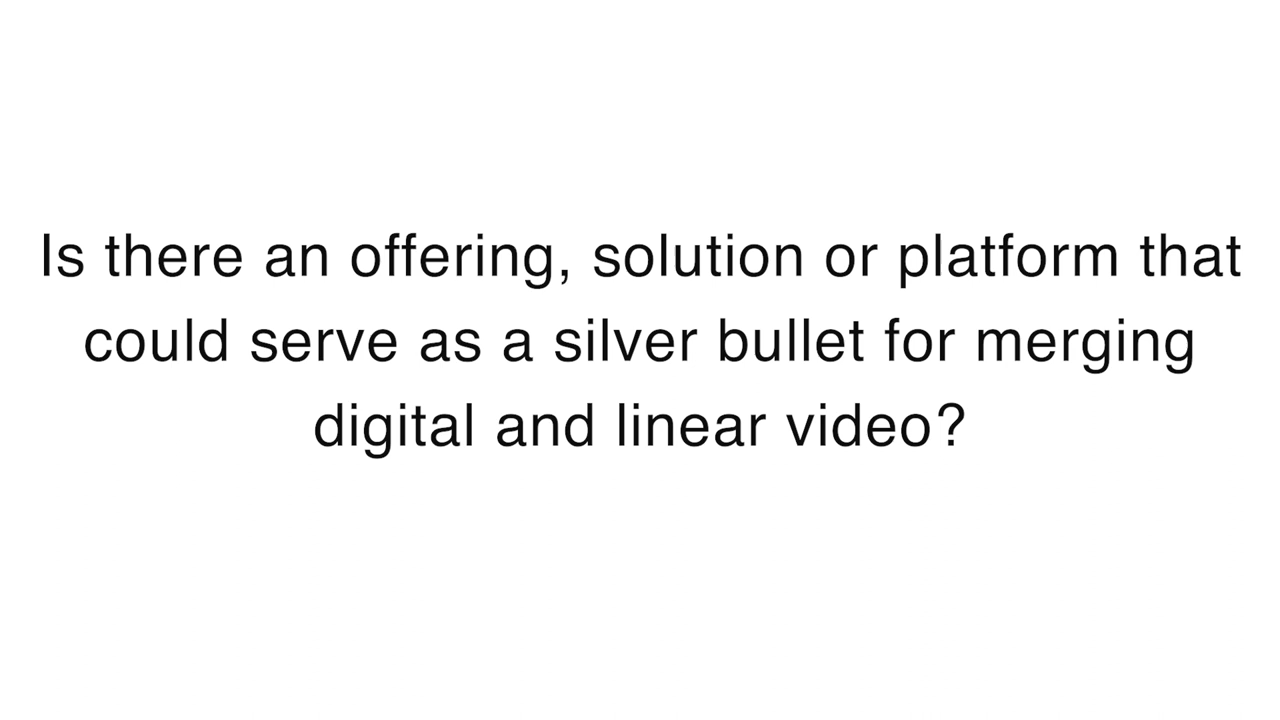 Is there an offering, solution or platform that
could serve as a silver bullet for merging
digital and linear video?